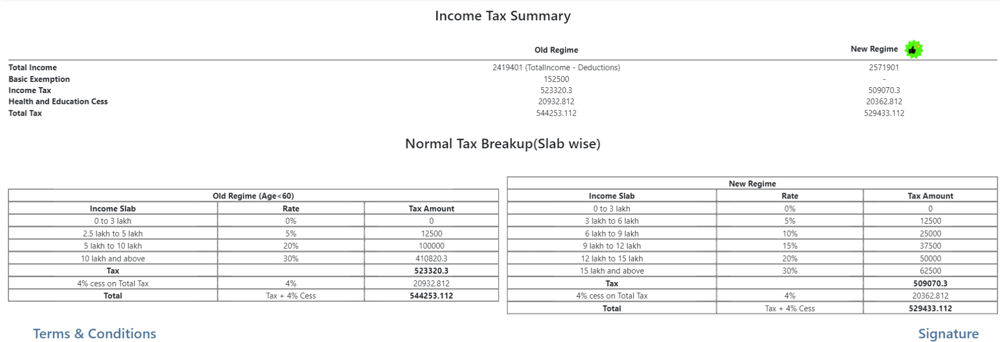 Income Tax Summary
Old Regime New Regime
Total Income 2419401 (TotalIncome - Deductions) 2571901
Basic Exemption 152500 -
Income Tax 523320.3 509070.3
Health and Education Cess 20932.812 20362.812
Total Tax 544253.112 529433.112
Normal Tax Breakup(Slab wise)
Old Regime (Age<60)
Income Slab Rate Tax Amount
0 to 3 lakh 0% 0
2.5 lakh to 5 lakh 5% 12500
5 lakh to 10 lakh 20% 100000
10 lakh and above 30% 410820.3
Tax 523320.3
4% cess on Total Tax 4% 20932.812
Total Tax + 4% Cess 544253.112
New Regime
Income Slab Rate Tax Amount
0 to 3 lakh 0% 0
3 lakh to 6 lakh 5% 12500
6 lakh to 9 lakh 10% 25000
9 lakh to 12 lakh 15% 37500
12 lakh to 15 lakh 20% 50000
15 lakh and above 30% 62500
Tax 509070.3
4% cess on Total Tax 4% 20362.812
Total Tax + 4% Cess 529433.112
Terms & Conditions Signature